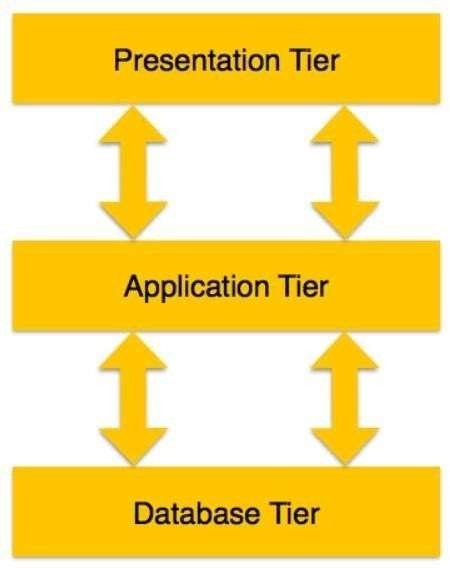 Presentation Tier
Application Tier
Database Tier